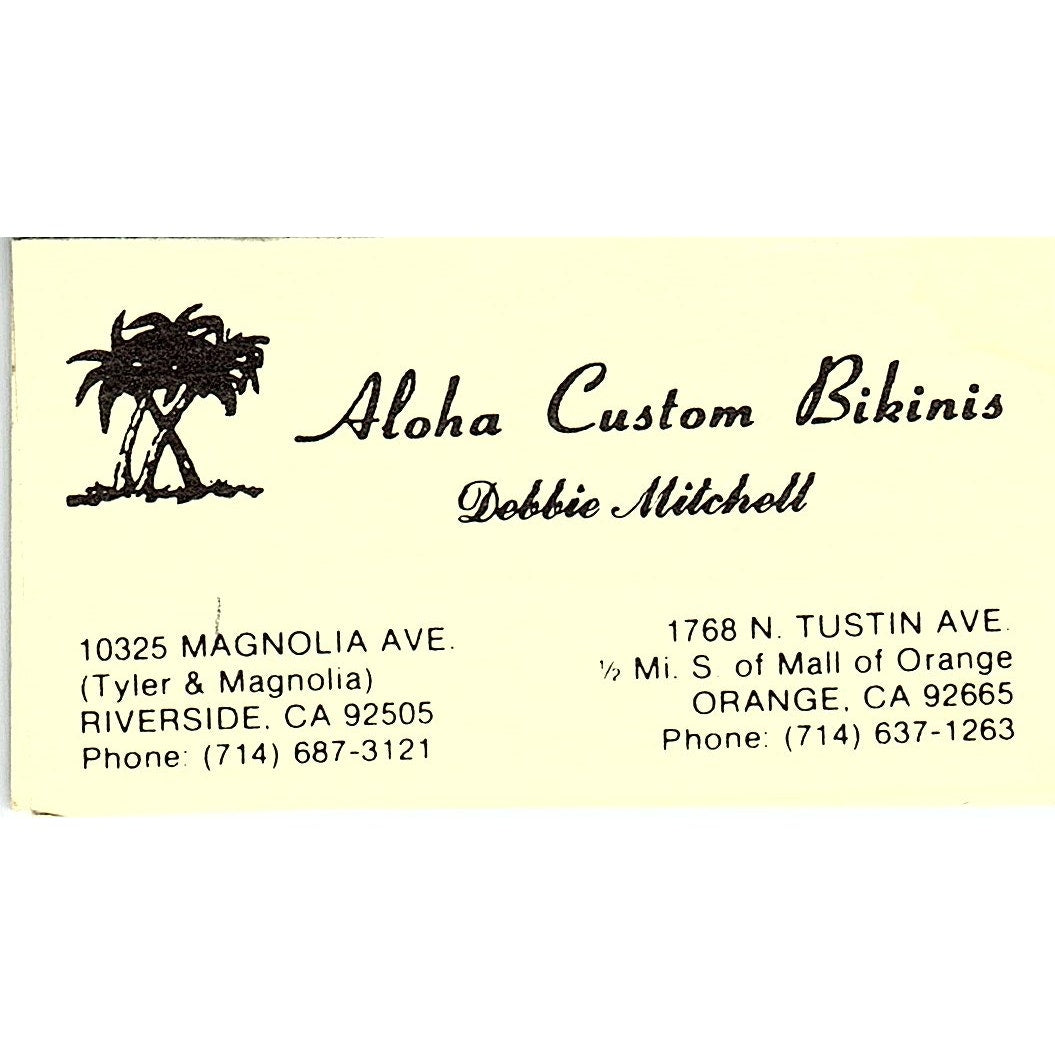 Aloha Custom Bikinis
Debbie Mitchell
10325 MAGNOLIA AVE.
(Tyler & Magnolia)
RIVERSIDE, CA 92505
Phone: (714) 687-3121
1768 N. TUSTIN AVE.
½ Mi. S. of Mall of Orange
ORANGE, CA 92665
Phone: (714) 637-1263